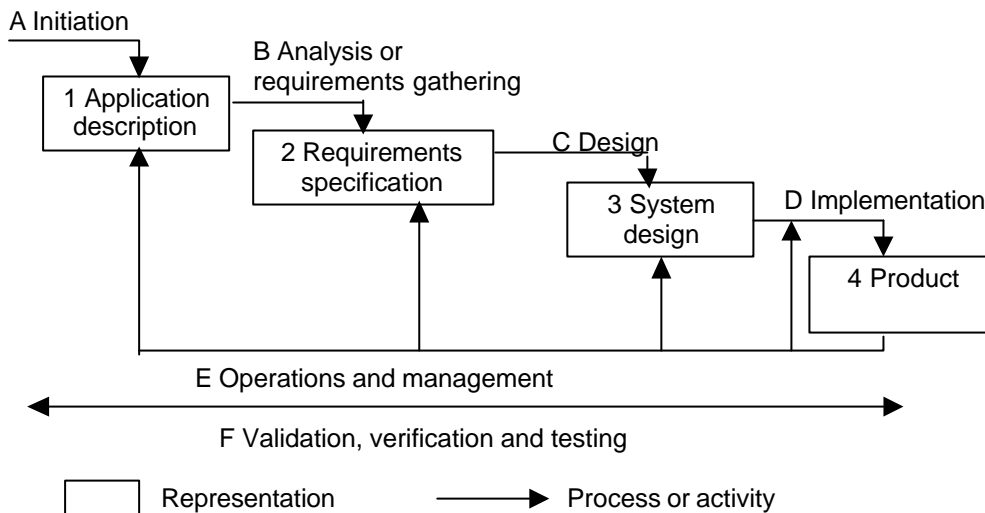 A Initiation
B Analysis or
requirements gathering
1 Application
description
C Design
2 Requirements
specification
D Implementation
3 System
design
4 Product
E Operations and management
F Validation, verification and testing
Representation
Process or activity